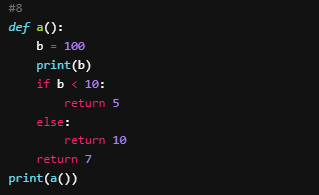 #8
def a():
    b = 100
    print(b)
    if b < 10:
        return 5
    else:
        return 10
    return 7
print(a())